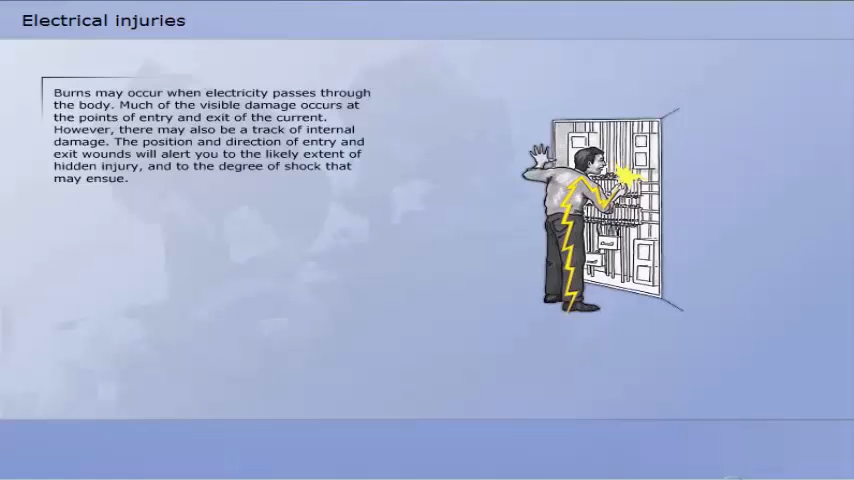 Electrical injuries
Burns may occur when electricity passes through
the body. Much of the visible damage occurs at
the points of entry and exit of the current.
However, there may also be a track of internal
damage. The position and direction of entry and
exit wounds will alert you to the likely extent of
hidden injury, and to the degree of shock that
may ensue.